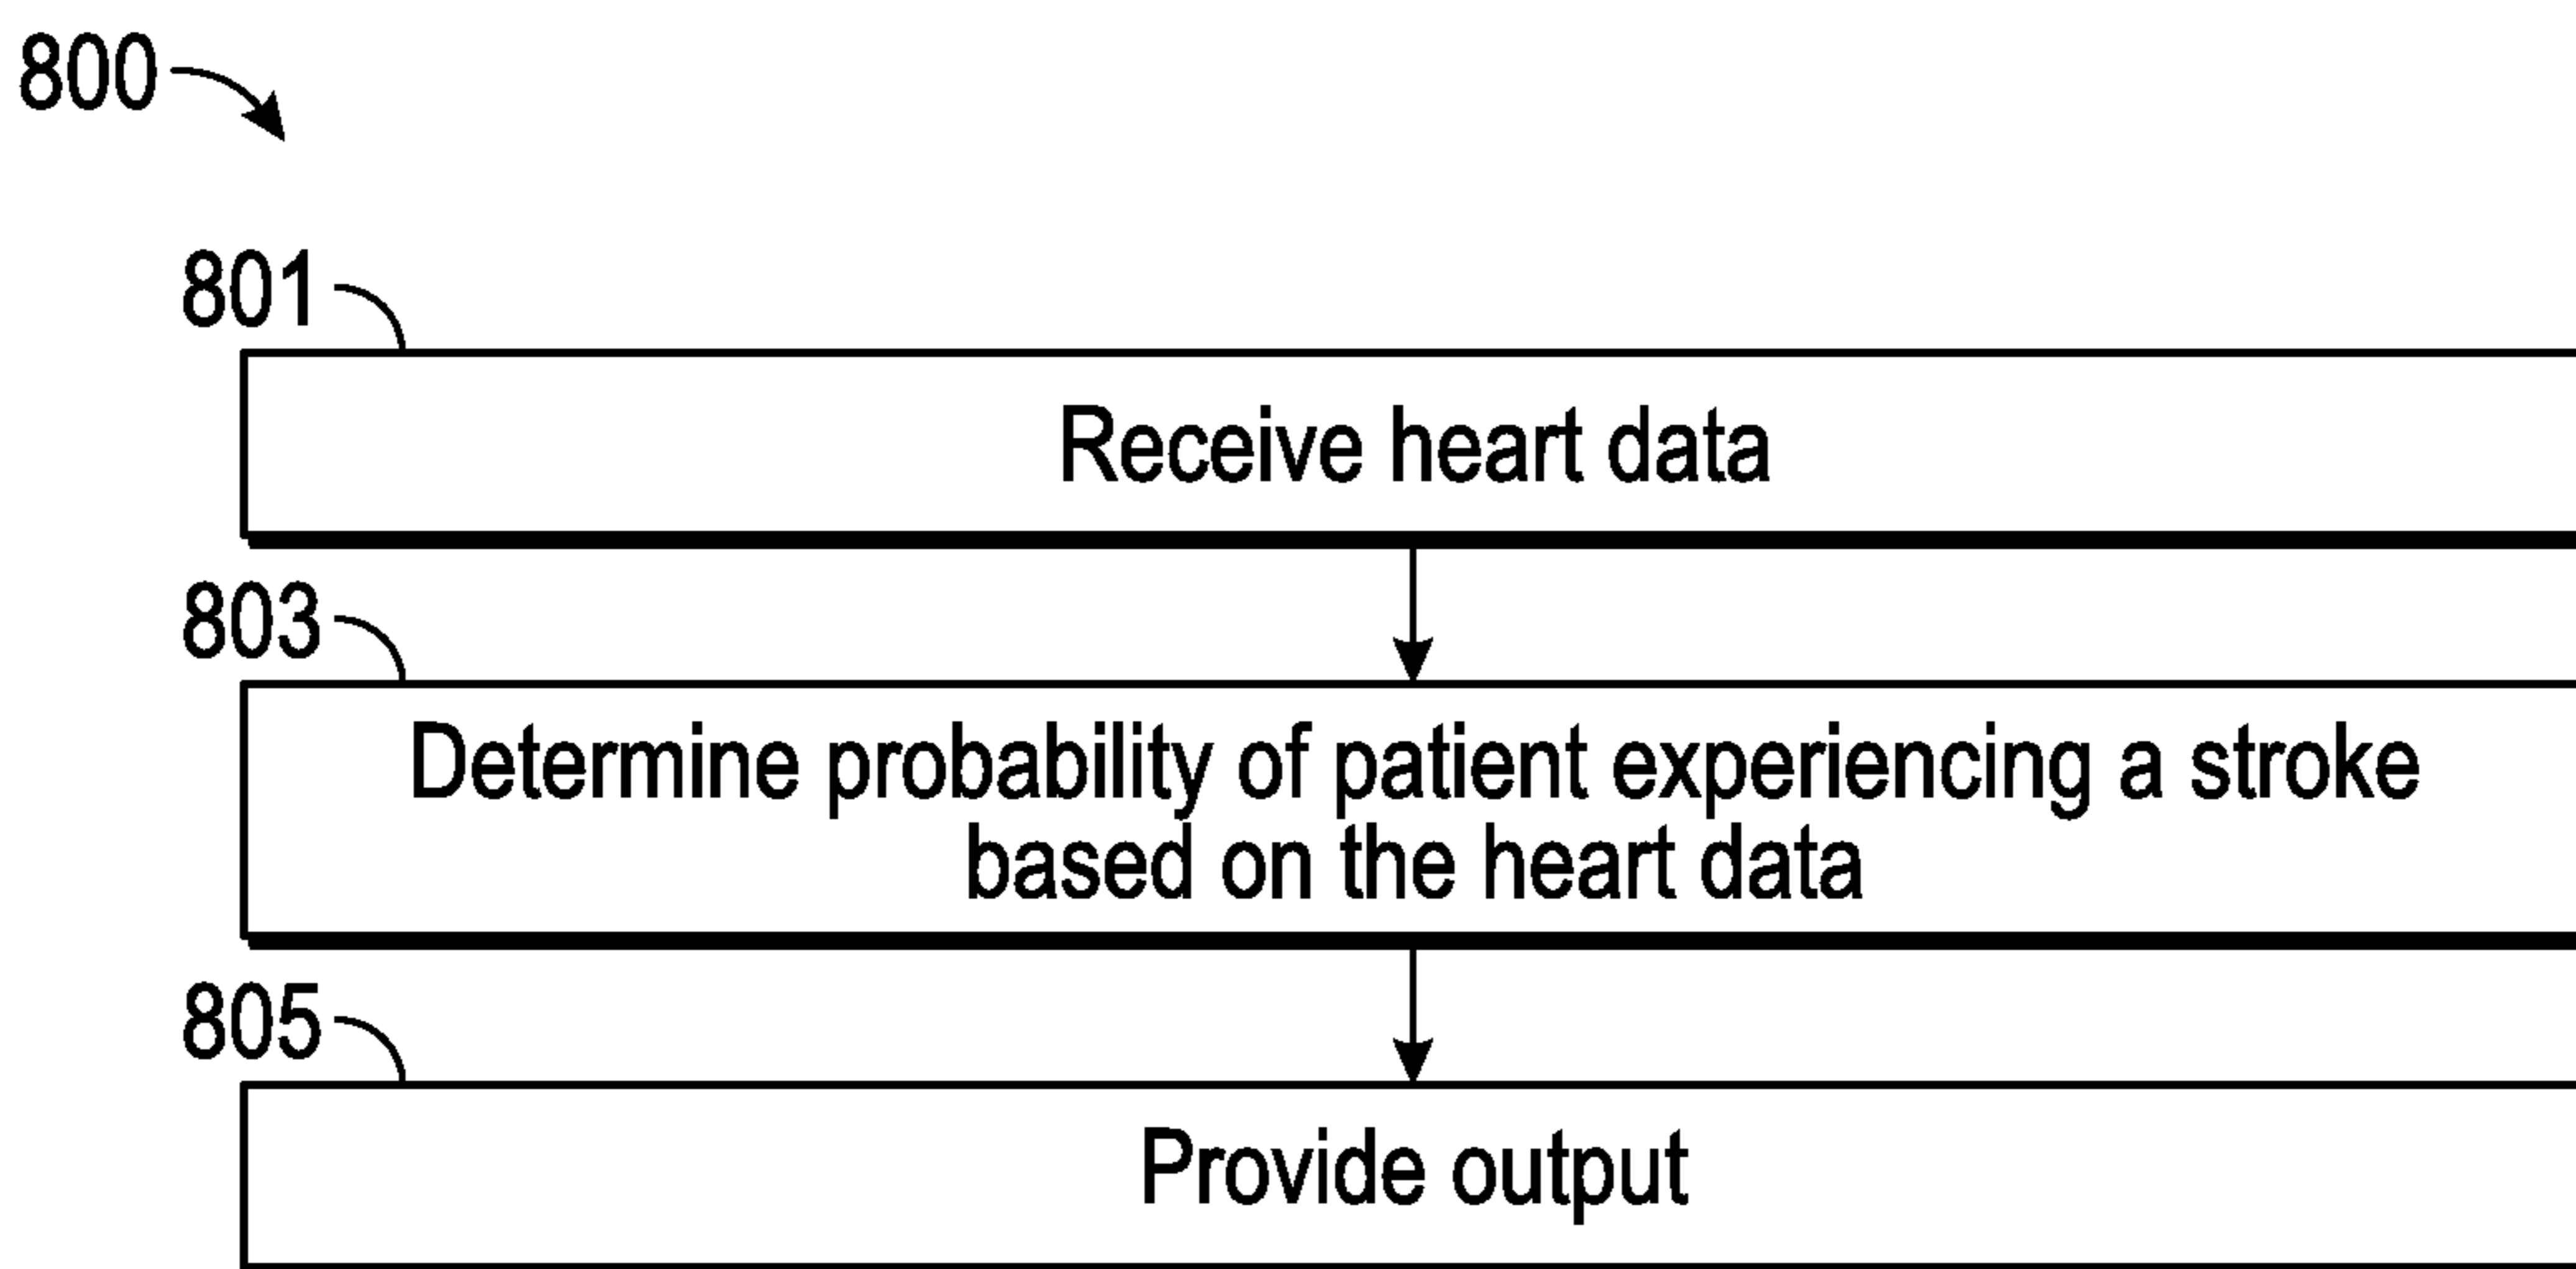 800
801
Receive heart data
803
Determine probability of patient experiencing a stroke
based on the heart data
805
Provide output